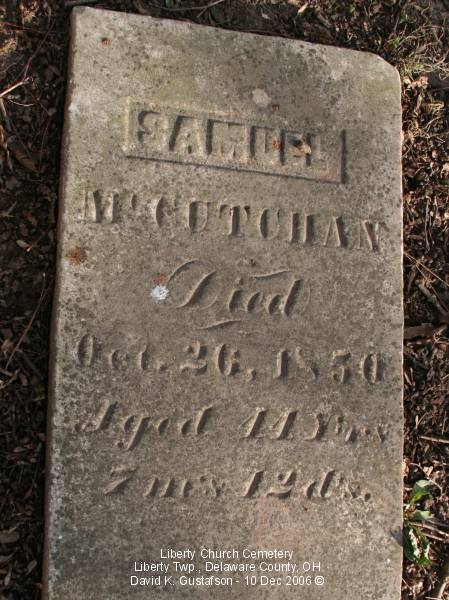 SAMUEL
McCUTCHAN
Died
Oct. 26, 1850
Aged 44 Yrs
7 ms 12 ds.
Liberty Church Cemetery
Liberty Twp., Delaware County, OH
David K. Gustafson - 10 Dec 2006 ©